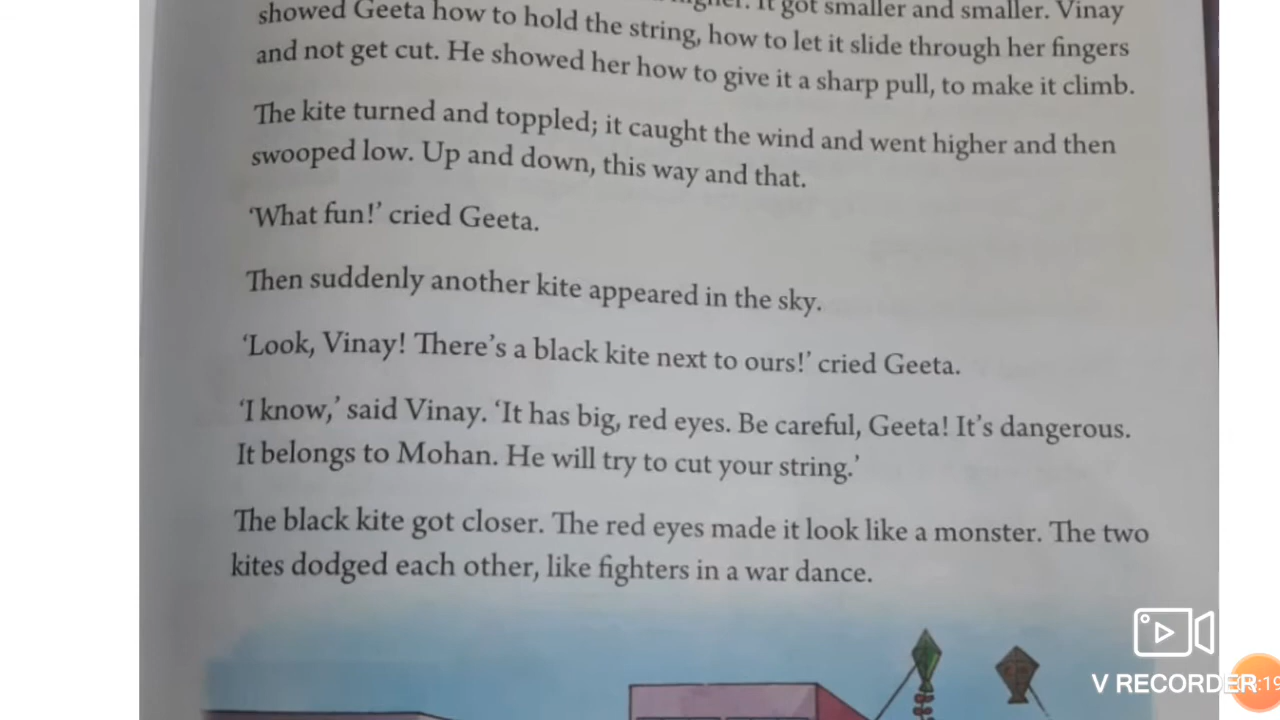 It got smaller and smaller. Vinay
showed Geeta how to hold the string, how to let it slide through her fingers
and not get cut. He showed her how to give it a sharp pull, to make it climb.
The kite turned and toppled; it caught the wind and went higher and then
swooped low. Up and down, this way and that.
‘What fun!’ cried Geeta.
Then suddenly another kite appeared in the sky.
‘Look, Vinay! There’s a black kite next to ours!’ cried Geeta.
‘I know,’ said Vinay. ‘It has big, red eyes. Be careful, Geeta! It’s dangerous.
It belongs to Mohan. He will try to cut your string.’
The black kite got closer. The red eyes made it look like a monster. The two
kites dodged each other, like fighters in a war dance.
V RECORDER